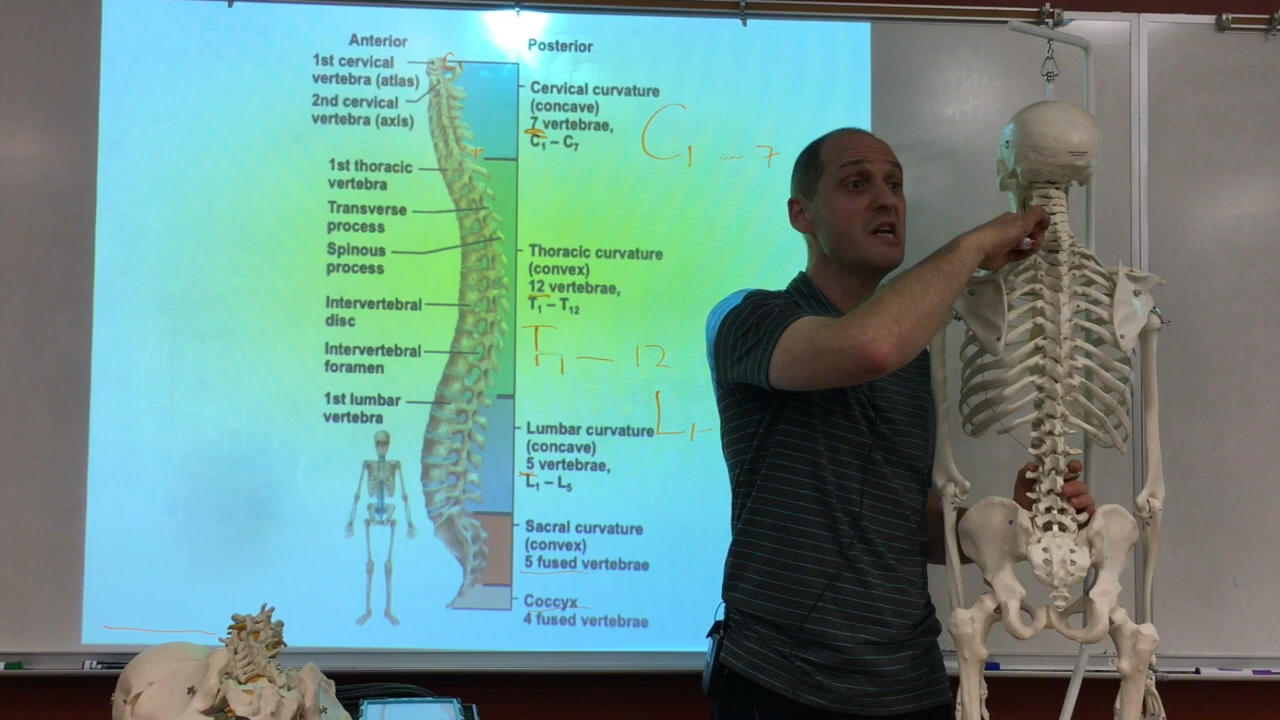 Anterior
1st cervical
vertebra (atlas)
2nd cervical
vertebra (axis)
1st thoracic
vertebra
Transverse
process
Spinous
process
Intervertebral
disc
Intervertebral
foramen
1st lumbar
vertebra
Posterior
Cervical curvature
(concave)
7 vertebrae,
C₁ – C₇
C₁ --- 7
Thoracic curvature
(convex)
12 vertebrae,
T₁ – T₁₂
T₁ — 12
Lumbar curvature
(concave)
5 vertebrae,
L₁ – L₅
L₁ -
Sacral curvature
(convex)
5 fused vertebrae
Coccyx
4 fused vertebrae